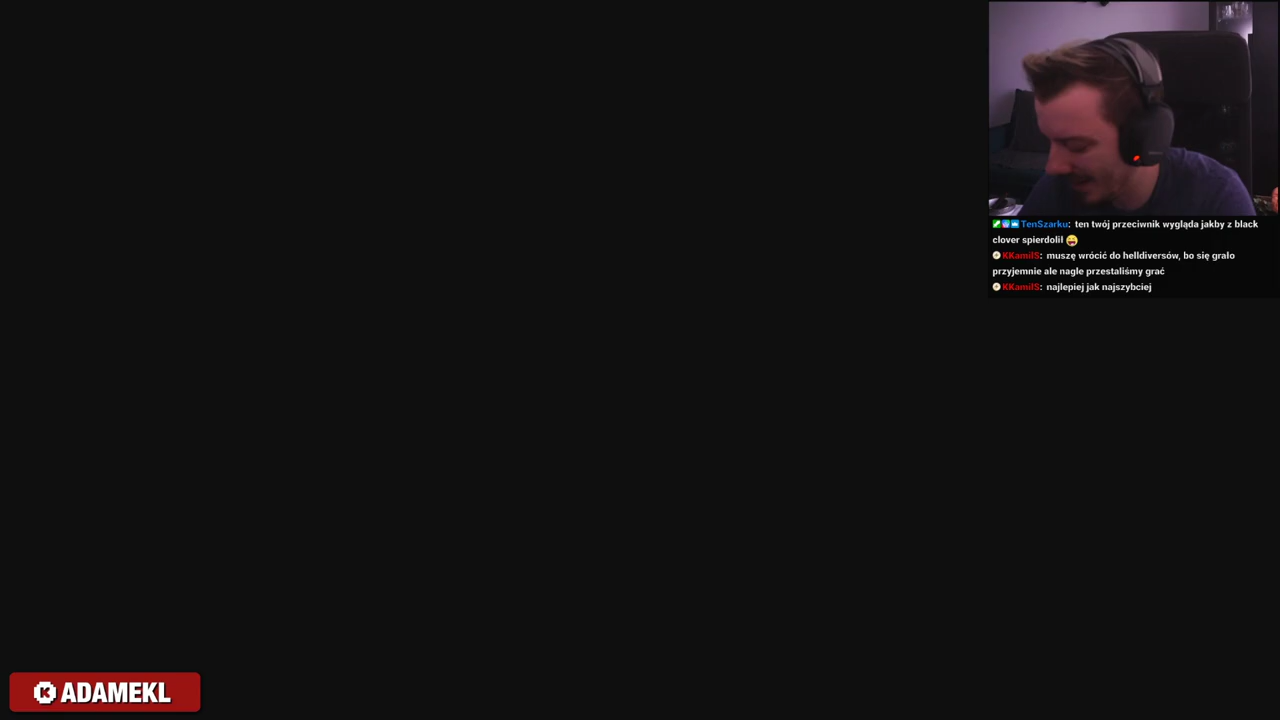 TenSzarku: ten twój przeciwnik wygląda jakby z black
clover spierdolił
KKamilS: muszę wrócić do helldiversów, bo się grało
przyjemnie ale nagle przestaliśmy grać
KKamilS: najlepiej jak najszybciej
K ADAMEKL